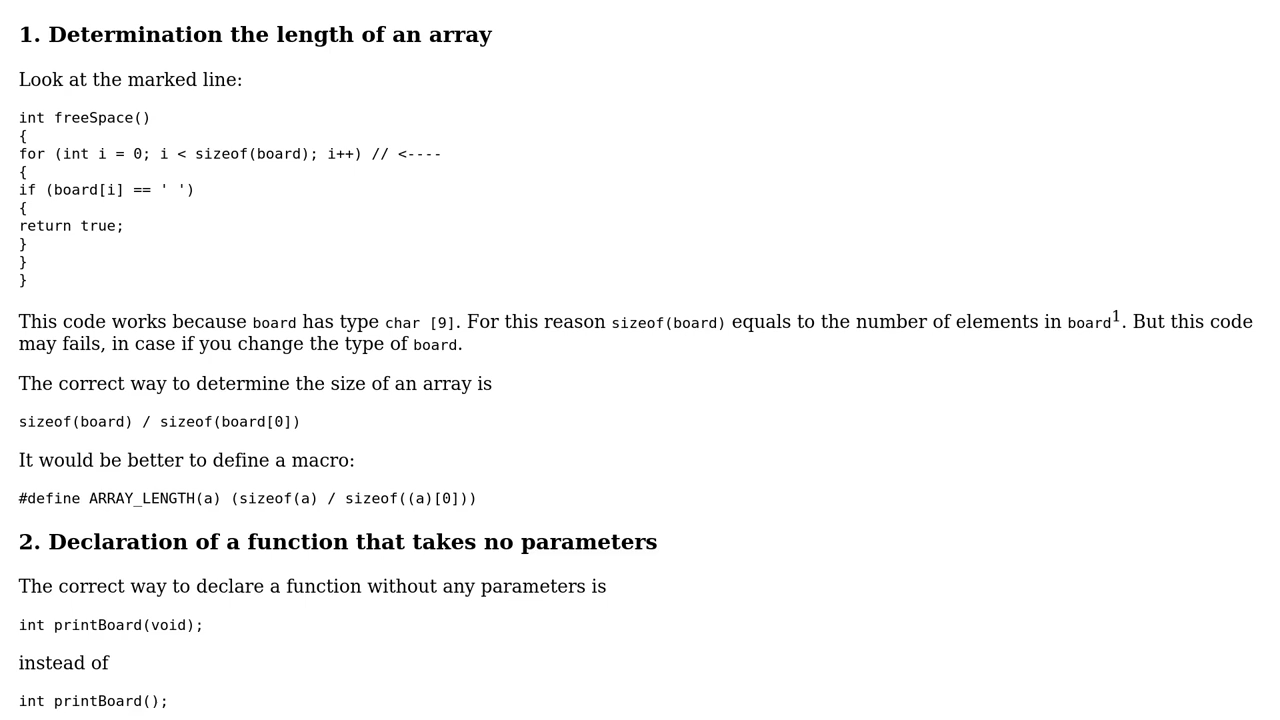 1. Determination the length of an array
Look at the marked line:
int freeSpace()
{
for (int i = 0; i < sizeof(board); i++) // <----
{
if (board[i] == ' ')
{
return true;
}
}
}
This code works because board has type char [9]. For this reason sizeof(board) equals to the number of elements in board1. But this code
may fails, in case if you change the type of board.
The correct way to determine the size of an array is
sizeof(board) / sizeof(board[0])
It would be better to define a macro:
#define ARRAY_LENGTH(a) (sizeof(a) / sizeof((a)[0]))
2. Declaration of a function that takes no parameters
The correct way to declare a function without any parameters is
int printBoard(void);
instead of
int printBoard();